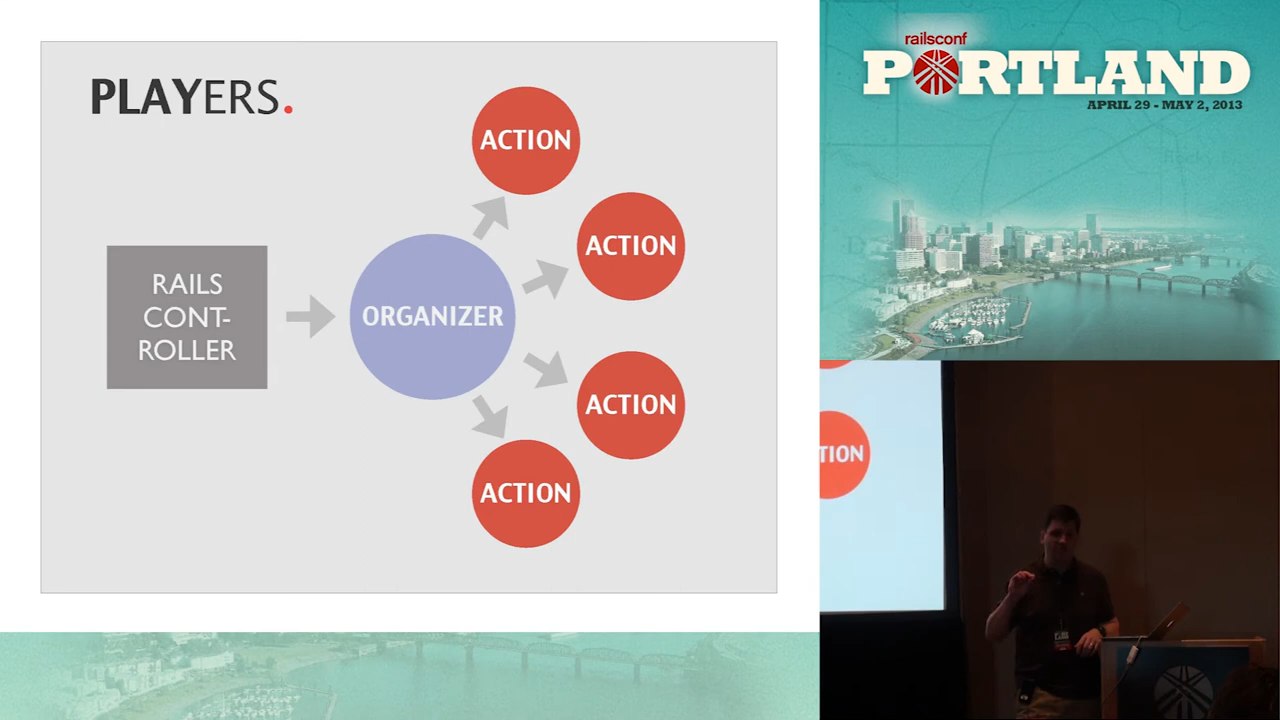 PLAYERS.
ACTION
ACTION
RAILS
CONT-
ROLLER
ORGANIZER
ACTION
ACTION
railsconf
PORTLAND
APRIL 29 - MAY 2, 2013
TION